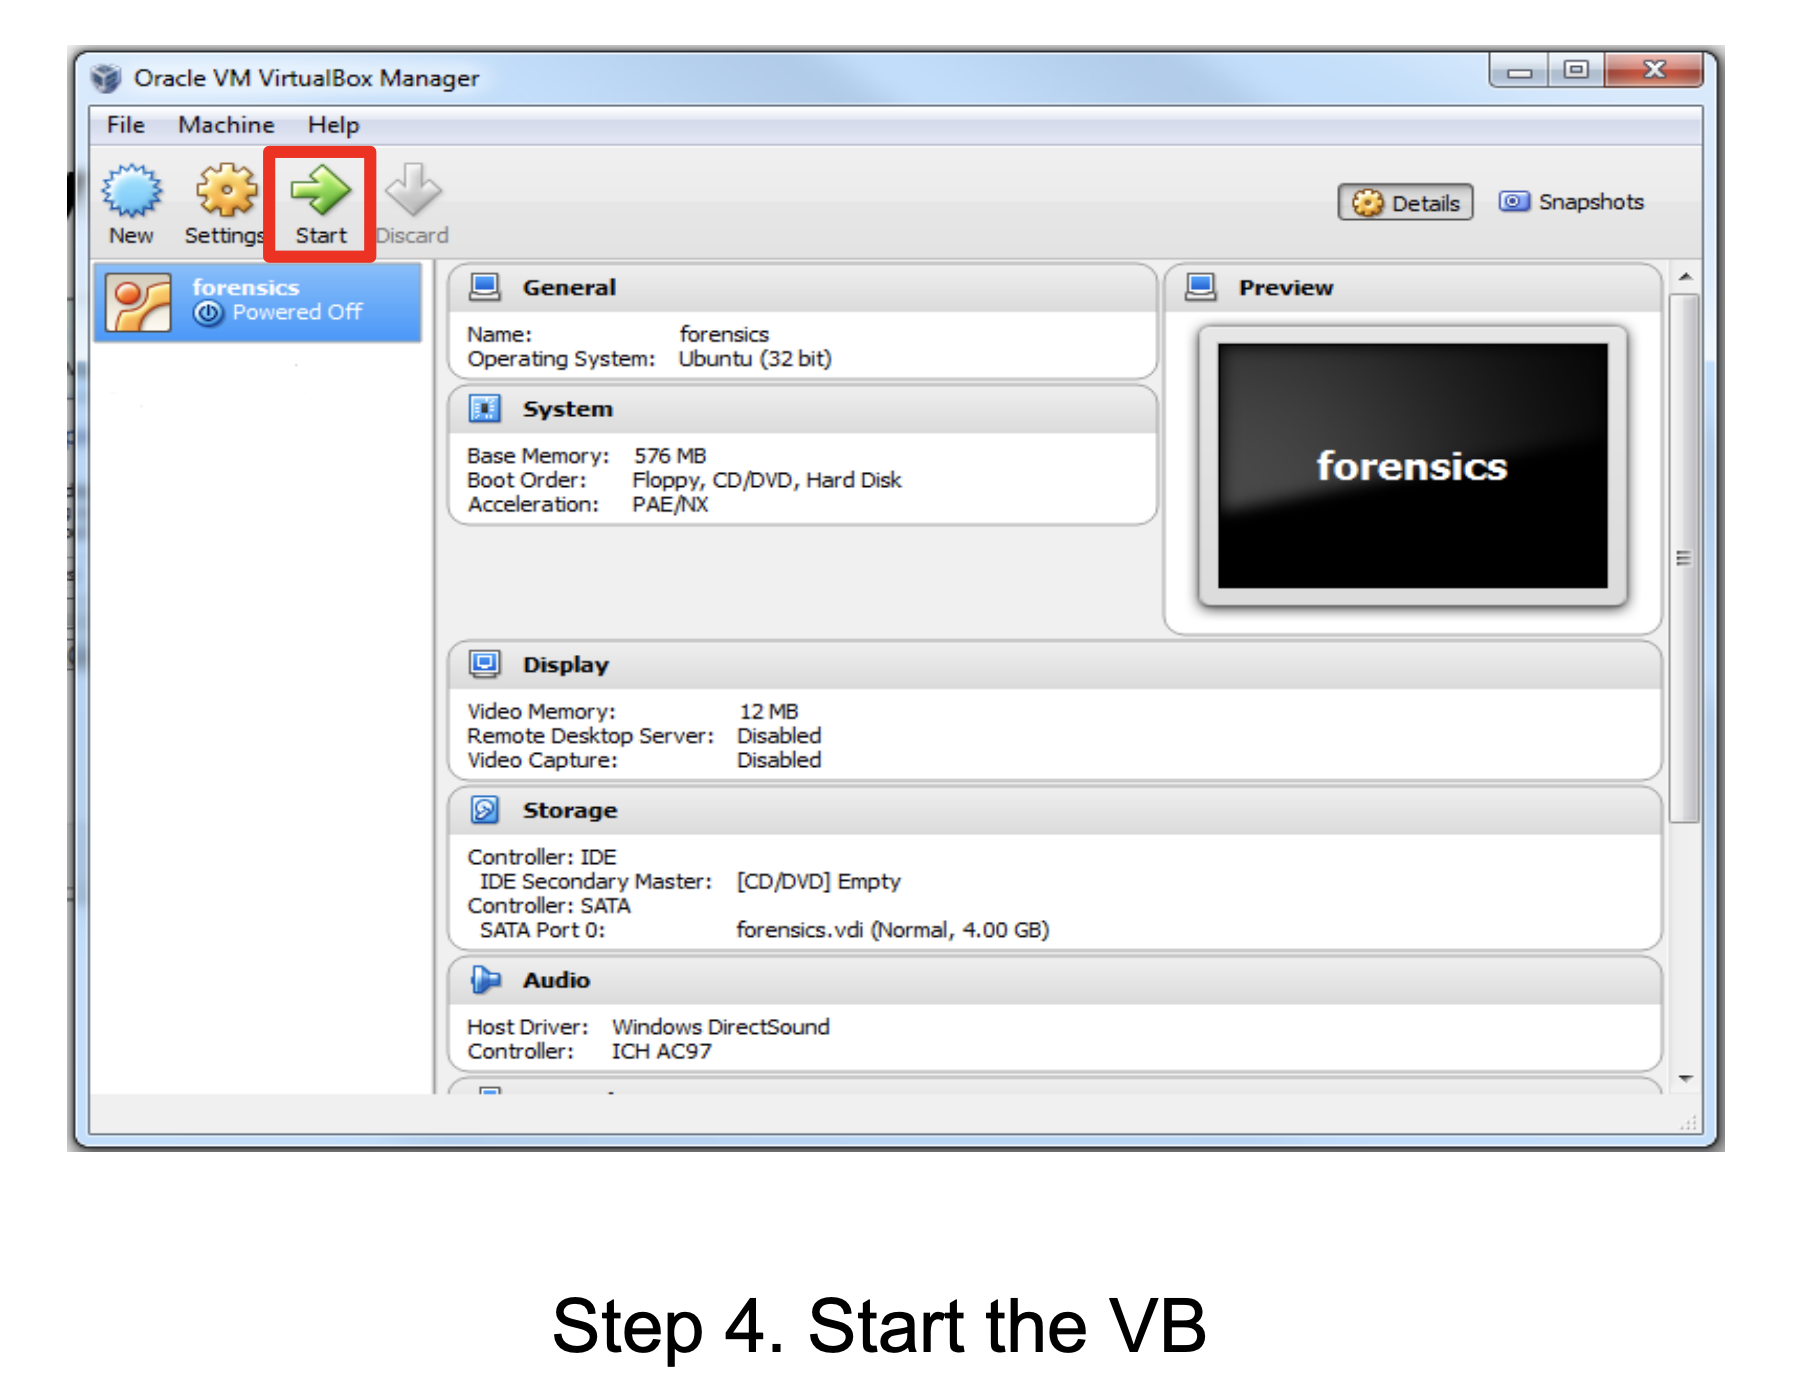 Oracle VM VirtualBox Manager
File Machine Help
New Settings Start Discard
Details Snapshots
forensics
Powered Off
General
Name: forensics
Operating System: Ubuntu (32 bit)
System
Base Memory: 576 MB
Boot Order: Floppy, CD/DVD, Hard Disk
Acceleration: PAE/NX
Preview
forensics
Display
Video Memory: 12 MB
Remote Desktop Server: Disabled
Video Capture: Disabled
Storage
Controller: IDE
IDE Secondary Master: [CD/DVD] Empty
Controller: SATA
SATA Port 0: forensics.vdi (Normal, 4.00 GB)
Audio
Host Driver: Windows DirectSound
Controller: ICH AC97
Step 4. Start the VB